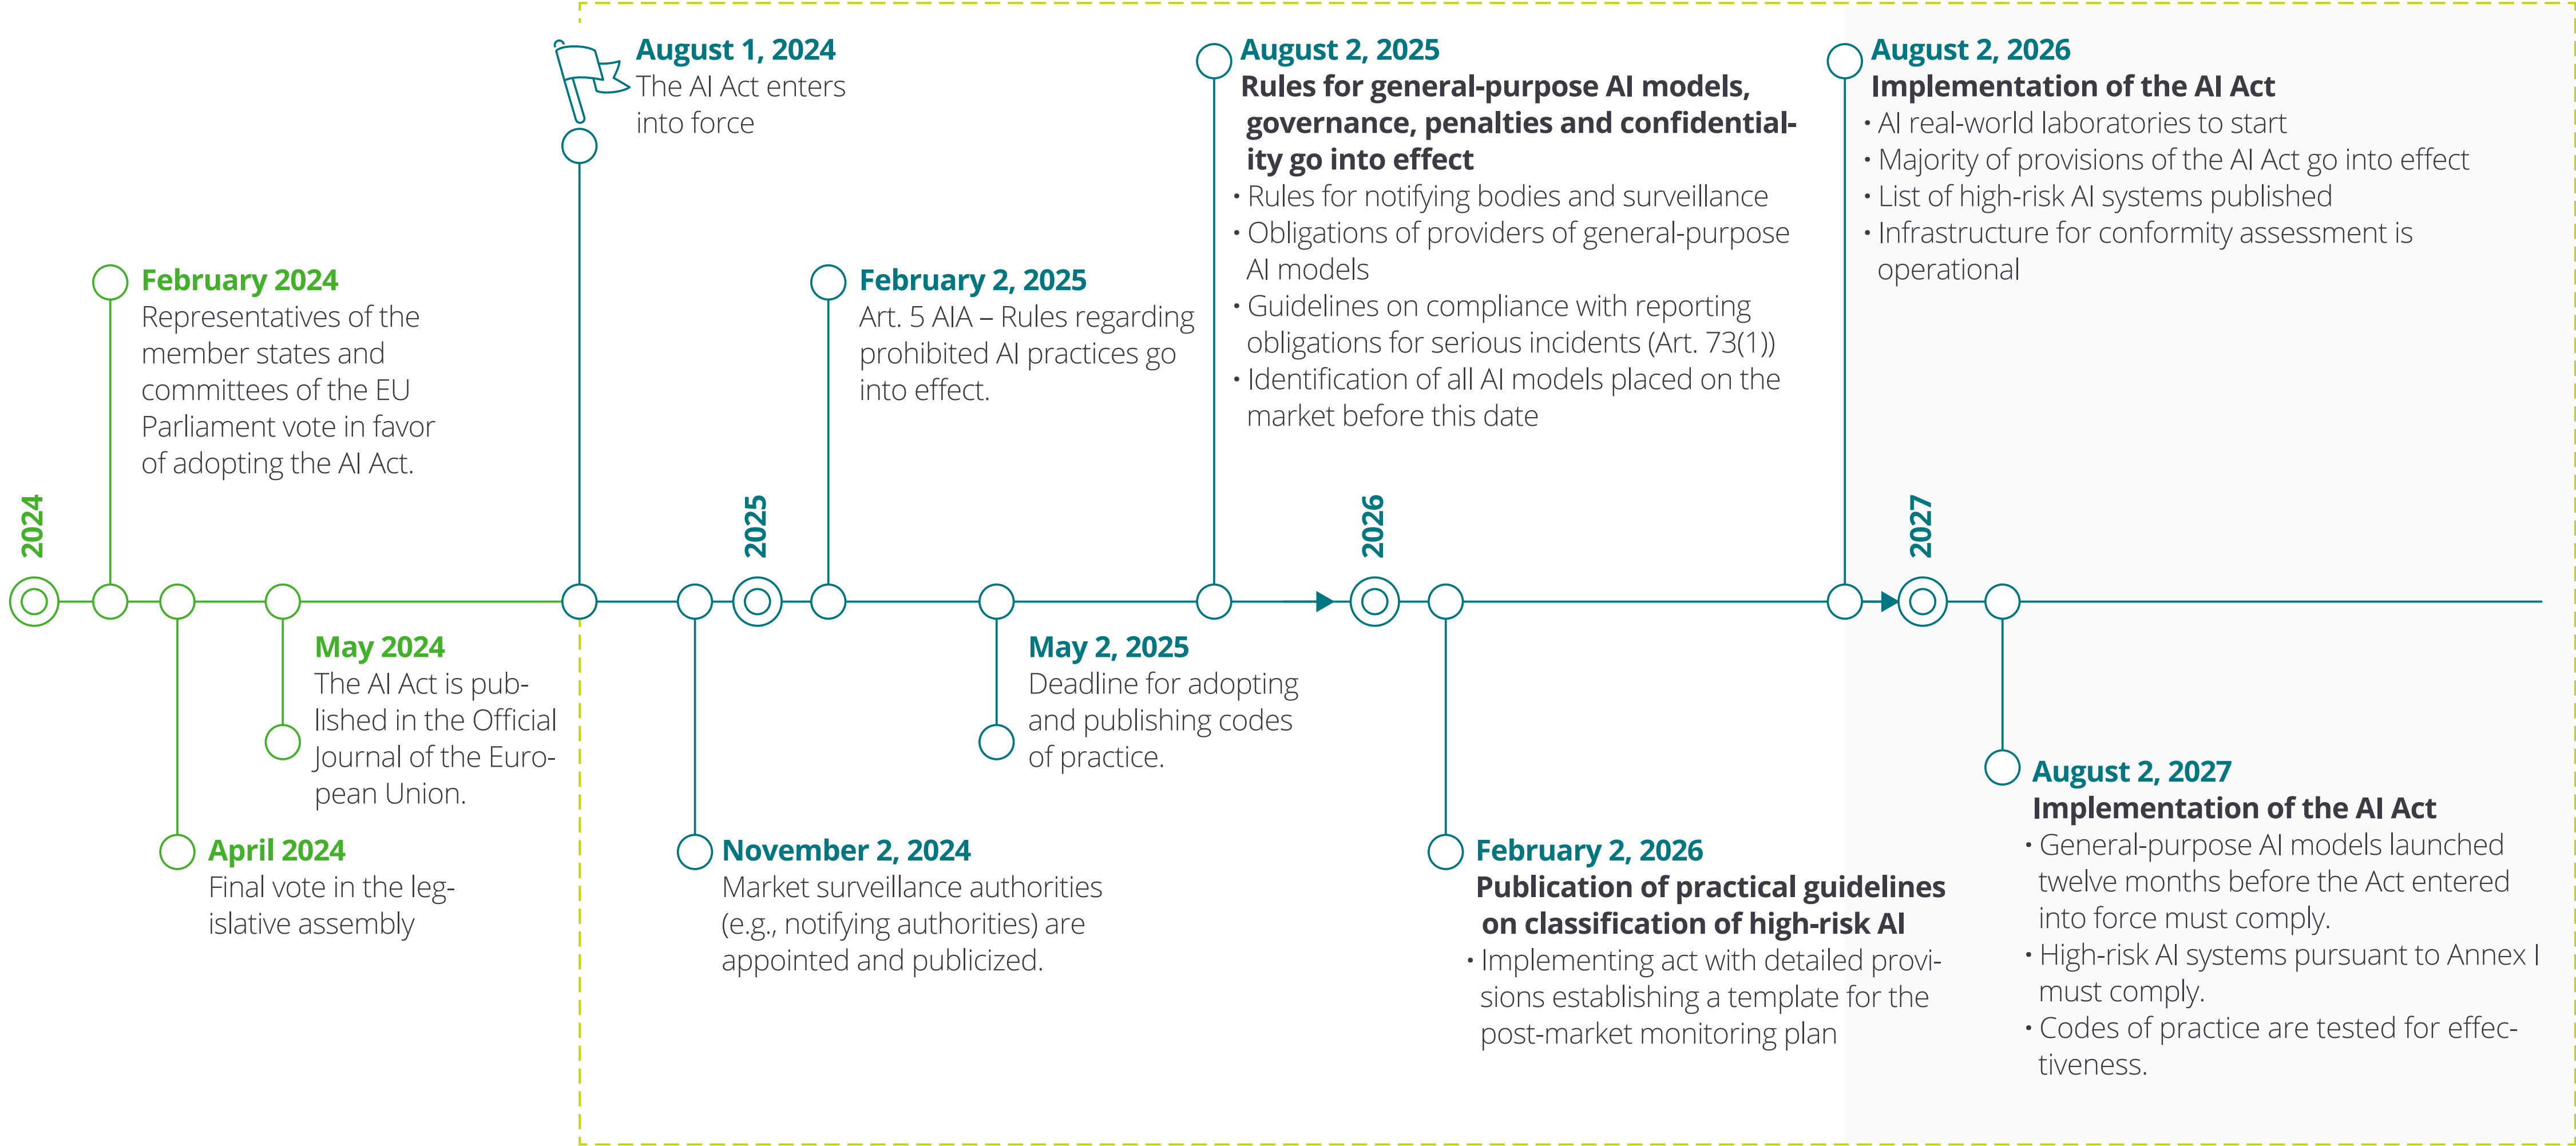 August 1, 2024
The AI Act enters
into force
August 2, 2025
Rules for general-purpose AI models,
governance, penalties and confidential-
ity go into effect
• Rules for notifying bodies and surveillance
• Obligations of providers of general-purpose
AI models
• Guidelines on compliance with reporting
obligations for serious incidents (Art. 73(1))
• Identification of all AI models placed on the
market before this date
August 2, 2026
Implementation of the AI Act
• AI real-world laboratories to start
• Majority of provisions of the AI Act go into effect
• List of high-risk AI systems published
• Infrastructure for conformity assessment is
operational
February 2024
Representatives of the
member states and
committees of the EU
Parliament vote in favor
of adopting the AI Act.
February 2, 2025
Art. 5 AIA – Rules regarding
prohibited AI practices go
into effect.
2024
2025
2026
2027
May 2024
The AI Act is pub-
lished in the Official
Journal of the Euro-
pean Union.
May 2, 2025
Deadline for adopting
and publishing codes
of practice.
April 2024
Final vote in the leg-
islative assembly
November 2, 2024
Market surveillance authorities
(e.g., notifying authorities) are
appointed and publicized.
February 2, 2026
Publication of practical guidelines
on classification of high-risk AI
• Implementing act with detailed provi-
sions establishing a template for the
post-market monitoring plan
August 2, 2027
Implementation of the AI Act
• General-purpose AI models launched
twelve months before the Act entered
into force must comply.
• High-risk AI systems pursuant to Annex I
must comply.
• Codes of practice are tested for effec-
tiveness.